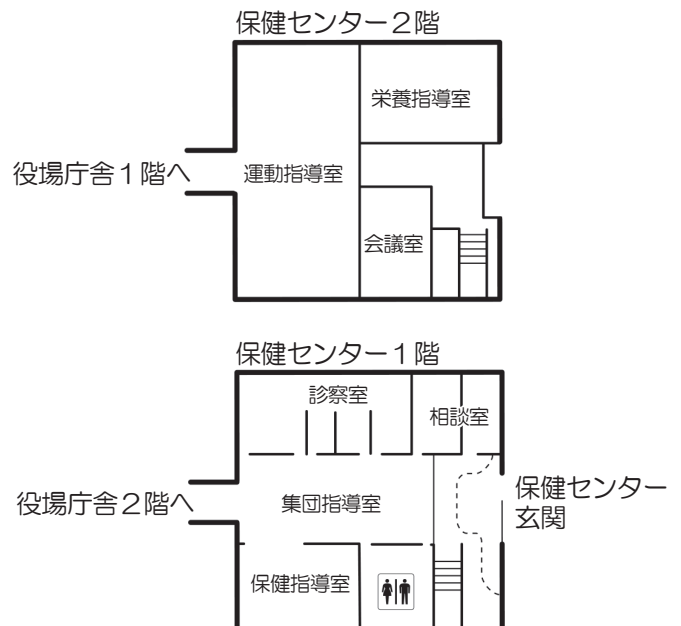 保健センター２階
栄養指導室
役場庁舎１階へ
運動指導室
会議室
保健センター１階
診察室
相談室
役場庁舎２階へ
集団指導室
保健センター
玄関
保健指導室